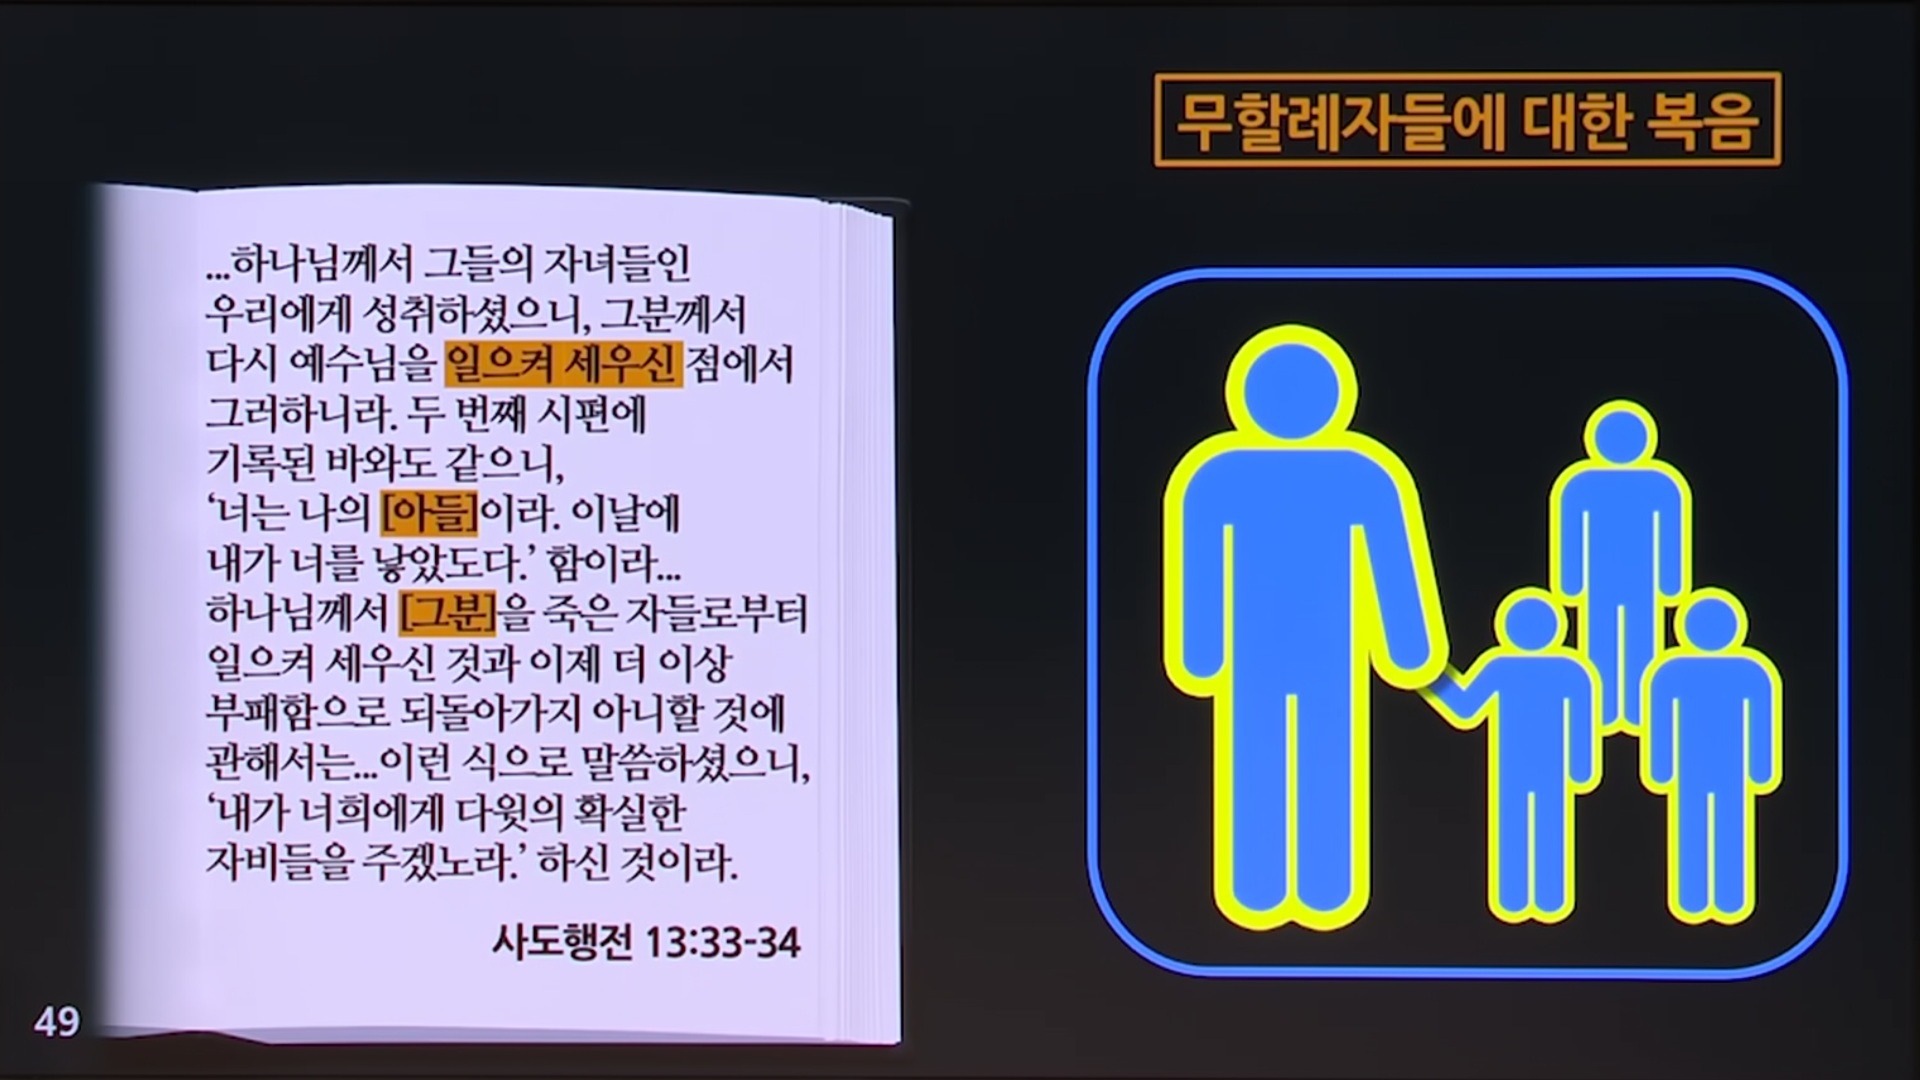 무할례자들에 대한 복음
...하나님께서 그들의 자녀들인
우리에게 성취하셨으니, 그분께서
다시 예수님을 일으켜 세우신 점에서
그러하니라. 두 번째 시편에
기록된 바와도 같으니,
‘너는 나의 [아들]이라. 이날에
내가 너를 낳았도다.’ 함이라...
하나님께서 [그분]을 죽은 자들로부터
일으켜 세우신 것과 이제 더 이상
부패함으로 되돌아가지 아니할 것에
관해서는...이런 식으로 말씀하셨으니,
‘내가 너희에게 다윗의 확실한
자비들을 주겠노라.’ 하신 것이라.
사도행전 13:33-34
49